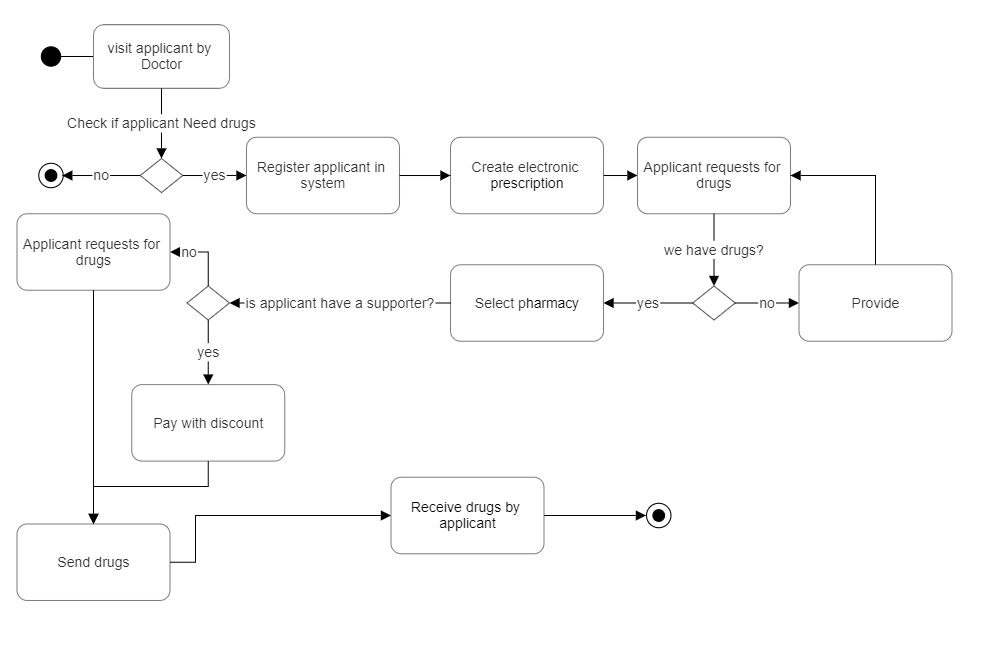 visit applicant by
Doctor
Check if applicant Need drugs
no
yes
Register applicant in
system
Create electronic
prescription
Applicant requests for
drugs
Applicant requests for
drugs
no
we have drugs?
is applicant have a supporter?
Select pharmacy
yes
no
Provide
yes
Pay with discount
Receive drugs by
applicant
Send drugs